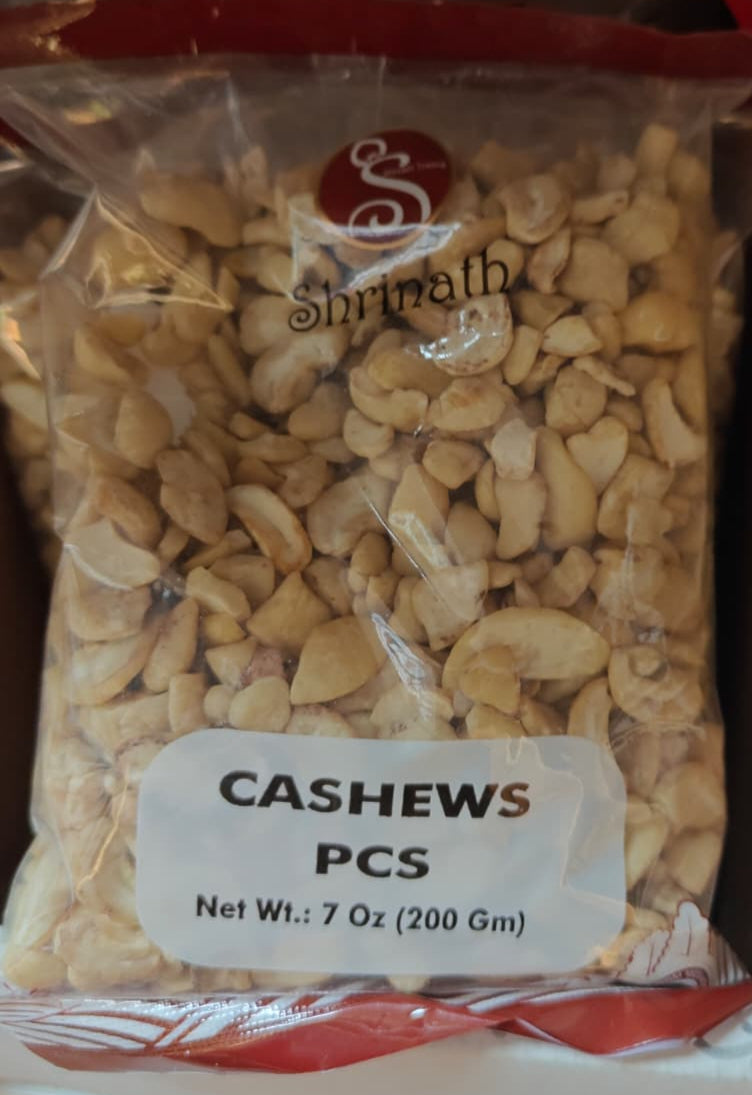 S
Shrinath
CASHEWS
PCS
Net Wt.: 7 Oz (200 Gm)